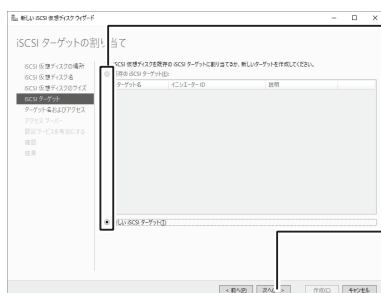 新しい iSCSI 仮想ディスク ウィザード
iSCSI ターゲットの割り当て
iSCSI 仮想ディスクの場所
iSCSI 仮想ディスク名
iSCSI 仮想ディスクのサイズ
iSCSI ターゲット
ターゲット名およびアクセス
アクセス サーバー
認証サービスを有効にする
確認
結果
iSCSI 仮想ディスクを既存の iSCSI ターゲットに割り当てるか、新しいターゲットを作成してください。
存の iSCSI ターゲット(E):
ターゲット名 イニシエーター ID 説明
しい iSCSI ターゲット(T)
< 前へ(P) 次へ >
作成(C) キャンセル